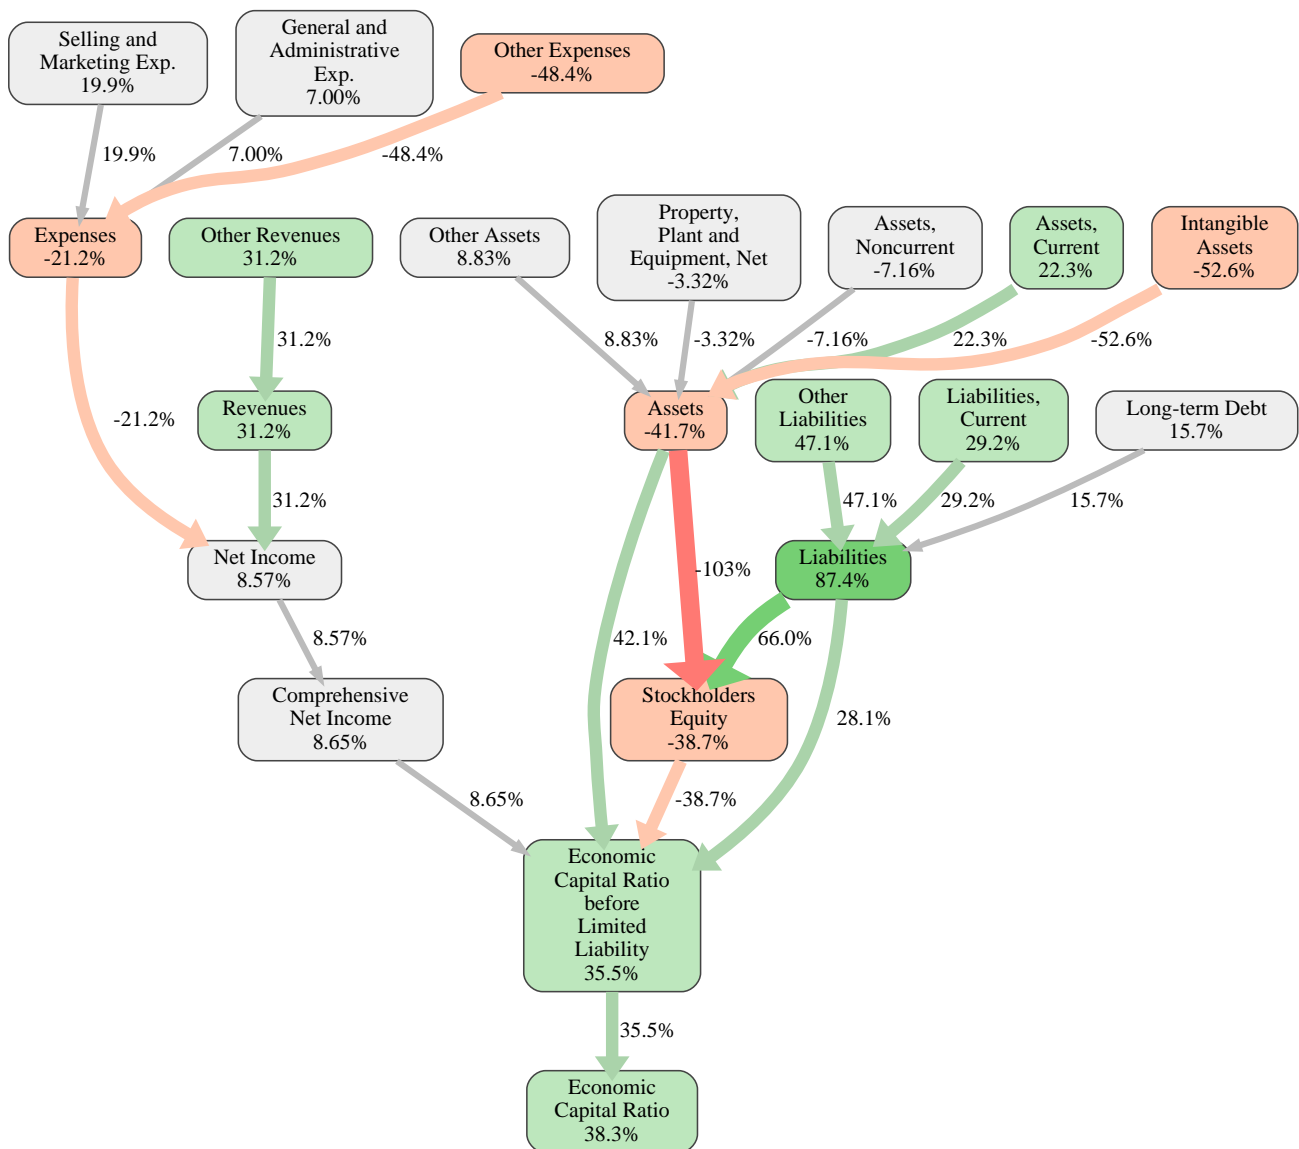 Selling and
Marketing Exp.
19.9%
General and
Administrative
Exp.
7.00%
Other Expenses
-48.4%
19.9%
7.00%
-48.4%
Expenses
-21.2%
Other Revenues
31.2%
Other Assets
8.83%
Property,
Plant and
Equipment, Net
-3.32%
Assets,
Noncurrent
-7.16%
Assets,
Current
22.3%
Intangible
Assets
-52.6%
31.2%
8.83%
-3.32%
-7.16%
22.3%
-52.6%
Revenues
31.2%
Assets
-41.7%
Other
Liabilities
47.1%
Liabilities,
Current
29.2%
Long-term Debt
15.7%
-21.2%
31.2%
47.1%
29.2%
15.7%
Net Income
8.57%
-103%
Liabilities
87.4%
8.57%
42.1%
66.0%
Comprehensive
Net Income
8.65%
Stockholders
Equity
-38.7%
28.1%
8.65%
-38.7%
Economic
Capital Ratio
before
Limited
Liability
35.5%
35.5%
Economic
Capital Ratio
38.3%